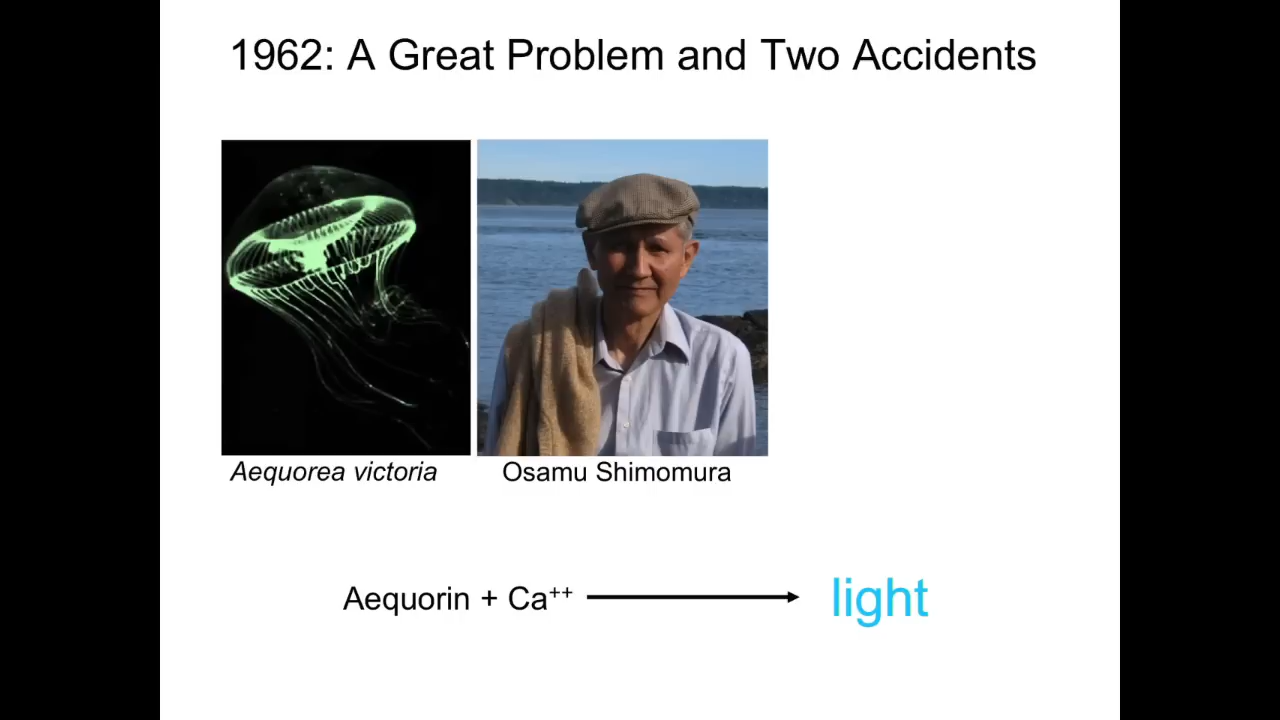 1962: A Great Problem and Two Accidents
Aequorea victoria
Osamu Shimomura
Aequorin + Ca⁺⁺
light